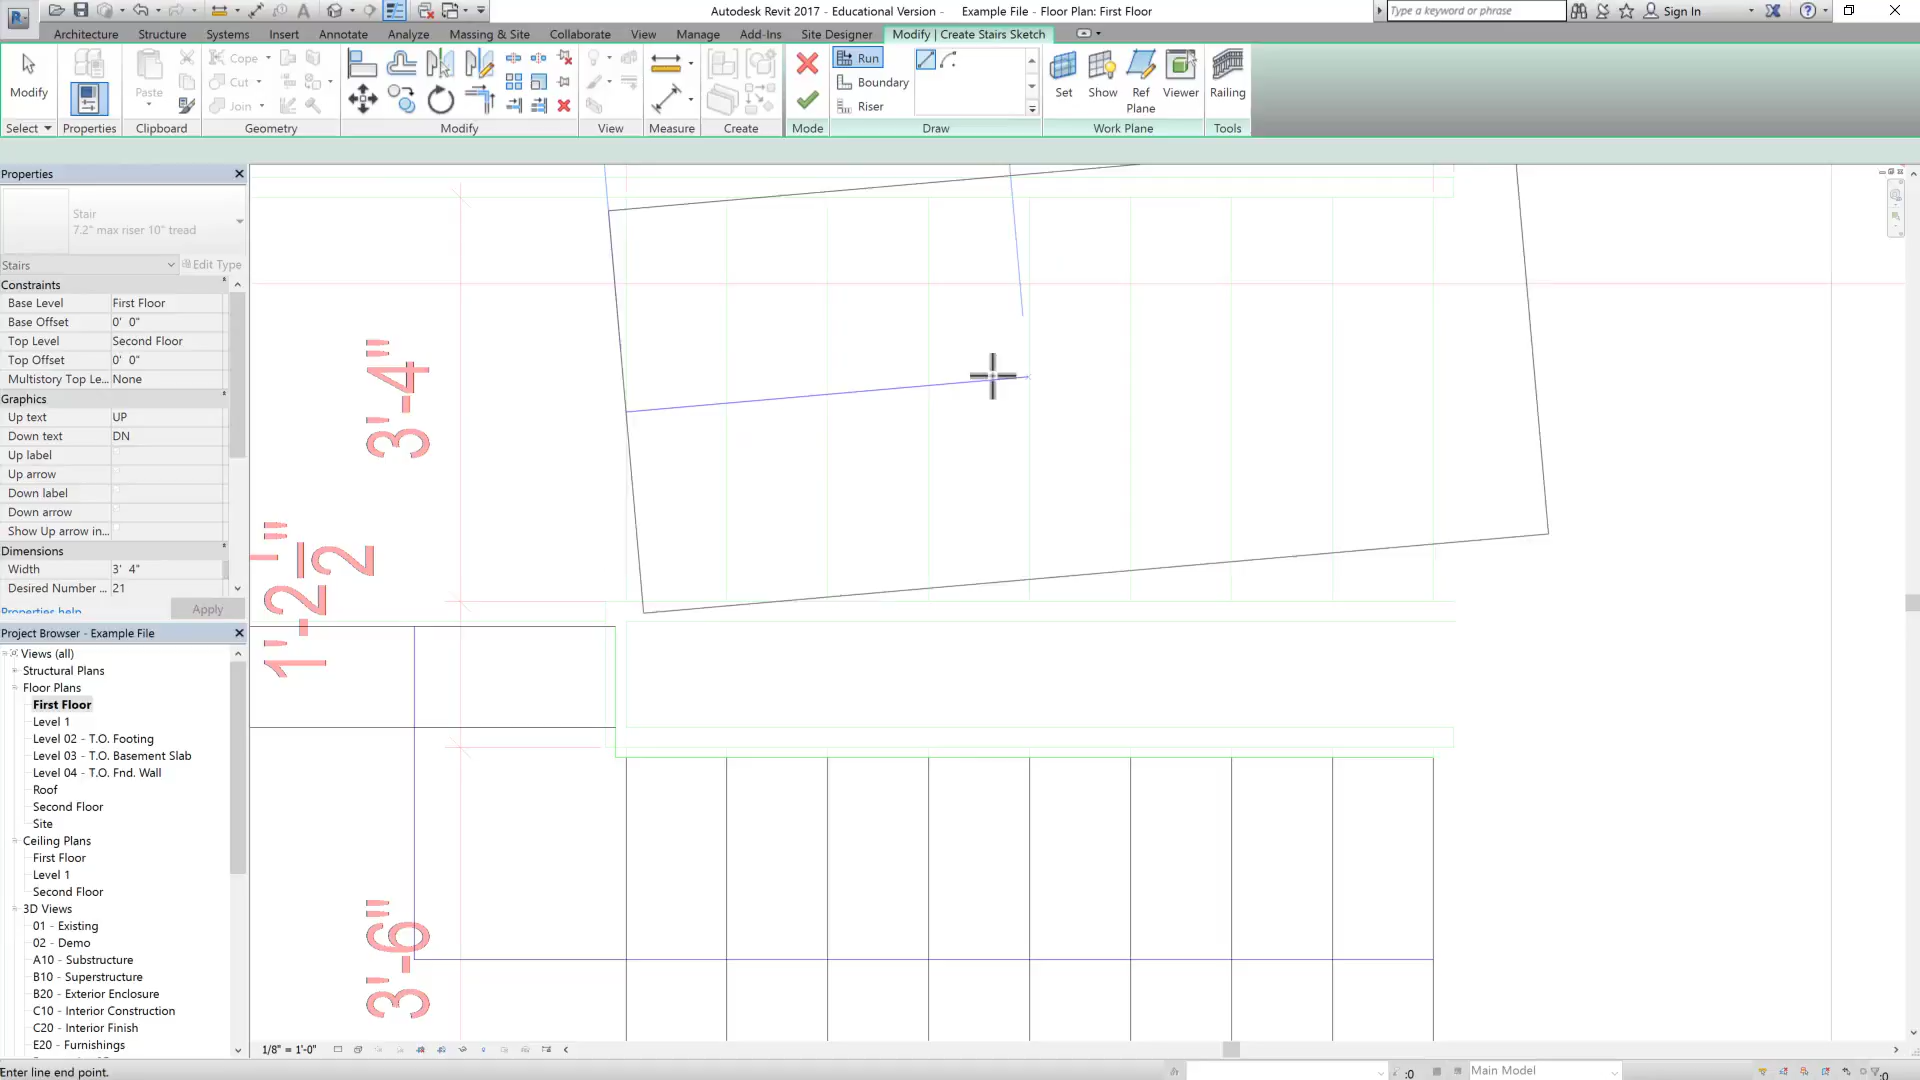 Autodesk Revit 2017 - Educational Version -    Example File - Floor Plan: First Floor
Type a keyword or phrase
Sign In
Architecture Structure Systems Insert Annotate Analyze Massing & Site Collaborate View Manage Add-Ins Site Designer Modify | Create Stairs Sketch
Modify
Paste
Cope
Cut
Join
Run
Boundary
Riser
Set Show Ref Plane Viewer Railing
Select Properties Clipboard Geometry Modify View Measure Create Mode Draw Work Plane Tools
Properties
Stair
7.2" max riser 10" tread
Stairs Edit Type
Constraints
Base Level First Floor
Base Offset 0' 0"
Top Level Second Floor
Top Offset 0' 0"
Multistory Top Le... None
Graphics
Up text UP
Down text DN
Up label
Up arrow
Down label
Down arrow
Show Up arrow in...
Dimensions
Width 3' 4"
Desired Number ... 21
Properties help Apply
Project Browser - Example File
Views (all)
Structural Plans
Floor Plans
First Floor
Level 1
Level 02 - T.O. Footing
Level 03 - T.O. Basement Slab
Level 04 - T.O. Fnd. Wall
Roof
Second Floor
Site
Ceiling Plans
First Floor
Level 1
Second Floor
3D Views
01 - Existing
02 - Demo
A10 - Substructure
B10 - Superstructure
B20 - Exterior Enclosure
C10 - Interior Construction
C20 - Interior Finish
E20 - Furnishings
3'-4"
1'-2 1/2"
3'-6"
1/8" = 1'-0"
Enter line end point.
:0
Main Model
:0